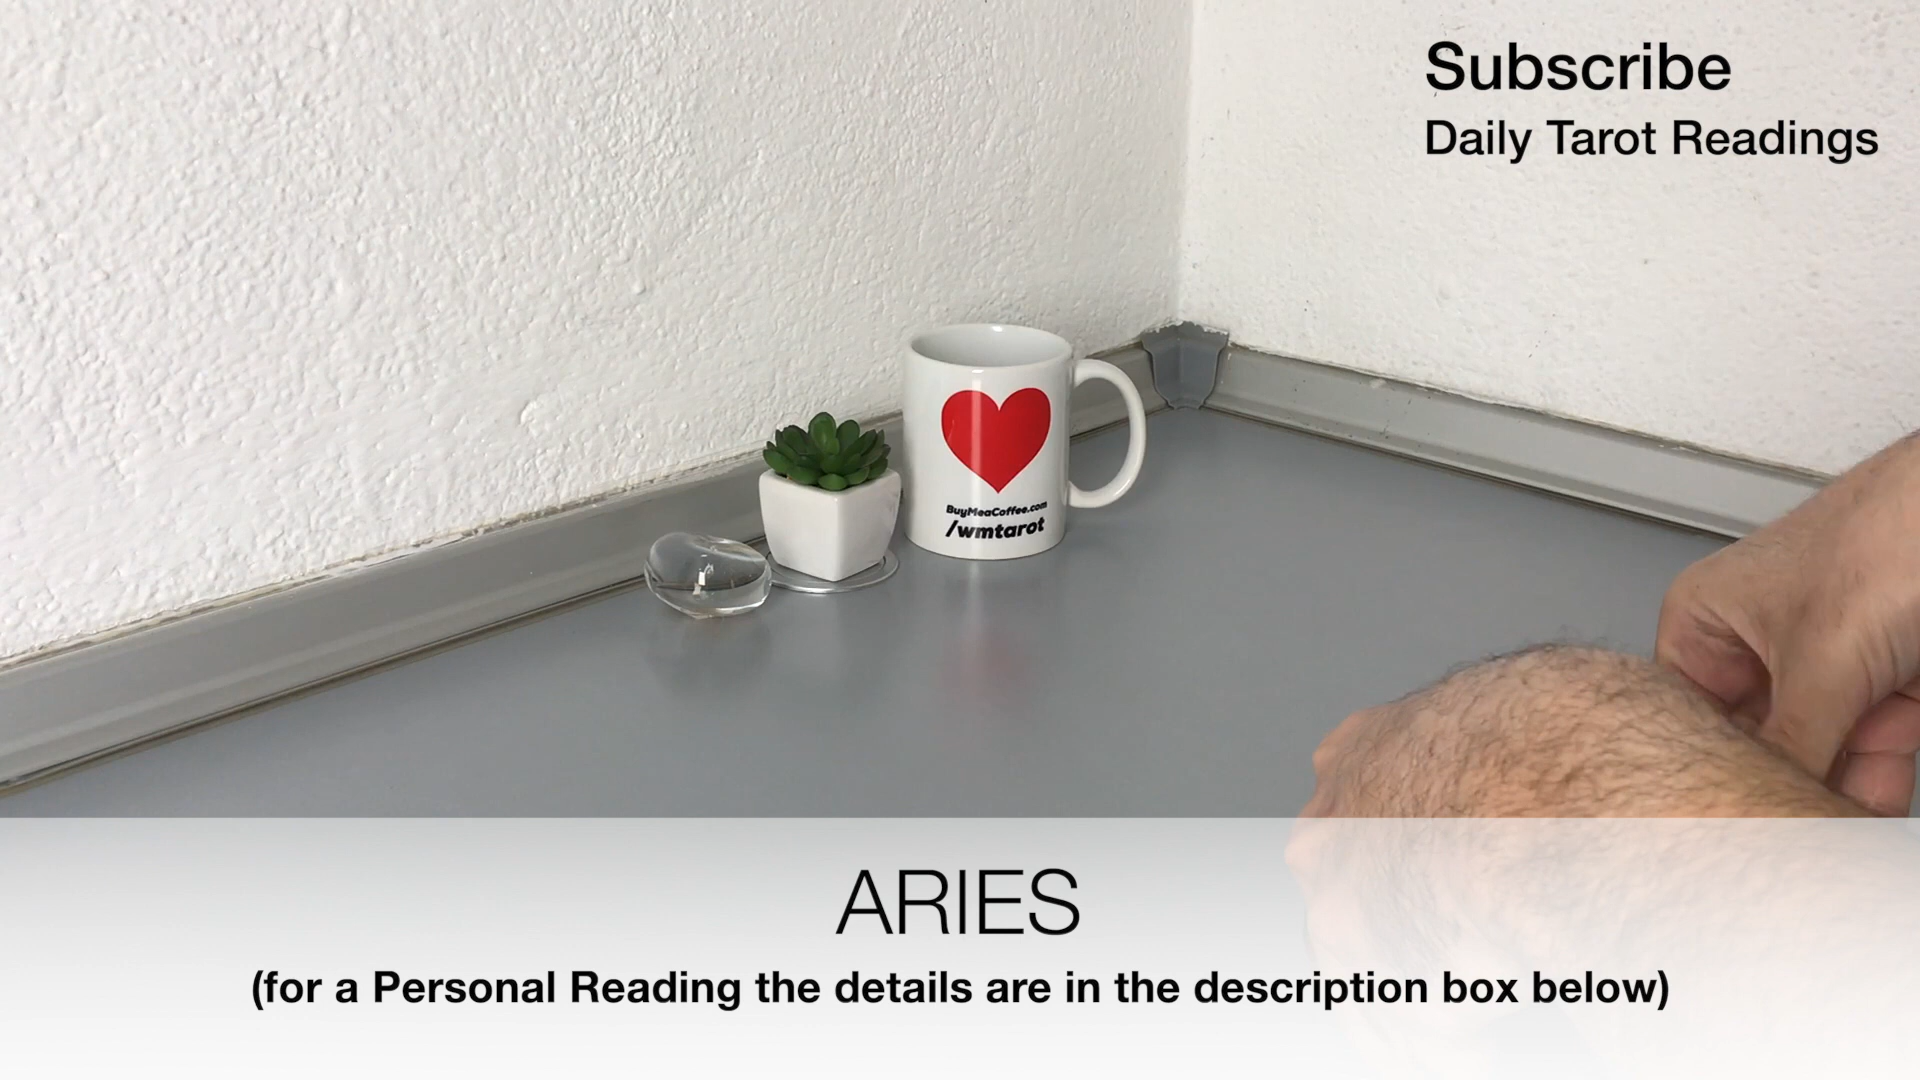 Subscribe
Daily Tarot Readings
BuyMeaCoffee.com
/wmtarot
ARIES
(for a Personal Reading the details are in the description box below)